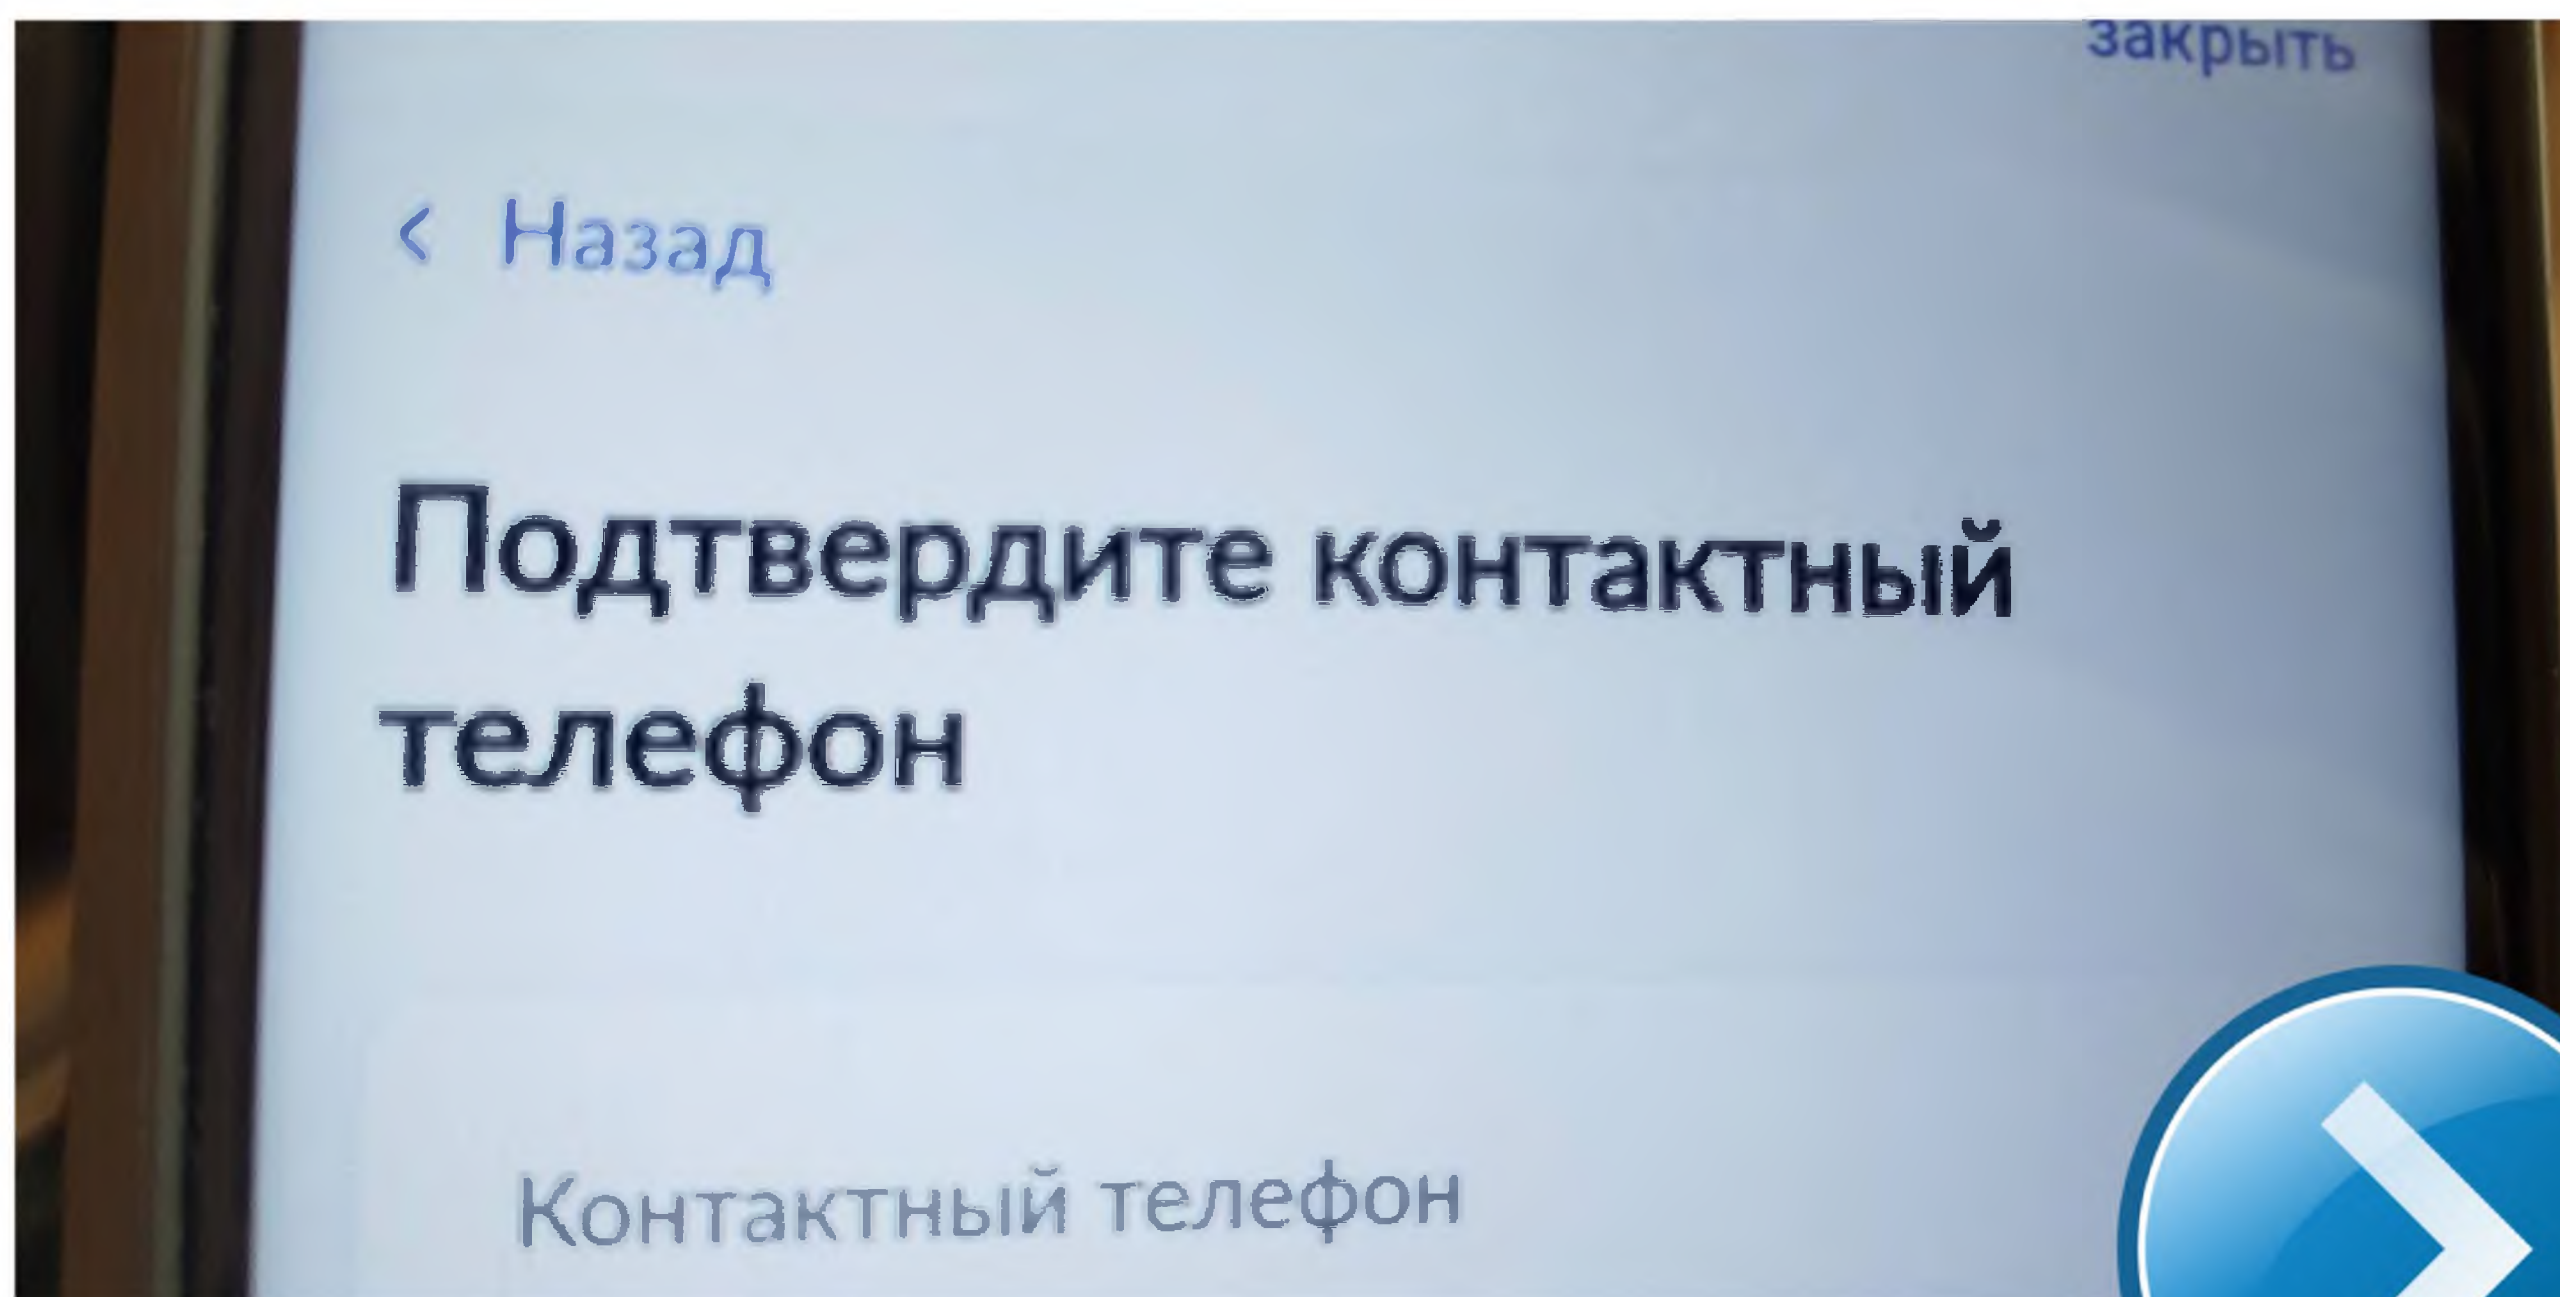 закрыть
< Назад
Подтвердите контактный
телефон
Контактный телефон